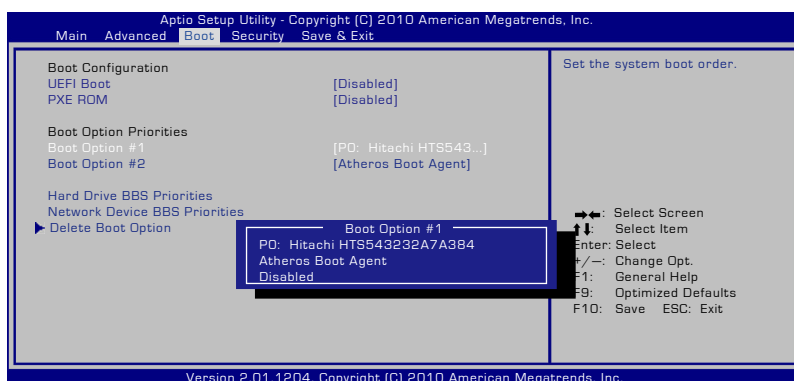 Aptio Setup Utility - Copyright (C) 2010 American Megatrends, Inc.
Main Advanced Boot Security Save & Exit
Boot Configuration
UEFI Boot [Disabled]
PXE ROM [Disabled]
Boot Option Priorities
Boot Option #1 [P0: Hitachi HTS543...]
Boot Option #2 [Atheros Boot Agent]
Hard Drive BBS Priorities
Network Device BBS Priorities
Delete Boot Option
Boot Option #1
P0: Hitachi HTS543232A7A384
Atheros Boot Agent
Disabled
Set the system boot order.
→←: Select Screen
↑↓: Select Item
Enter: Select
+/—: Change Opt.
F1: General Help
F9: Optimized Defaults
F10: Save ESC: Exit
Version 2.01.1204. Copyright (C) 2010 American Megatrends, Inc.